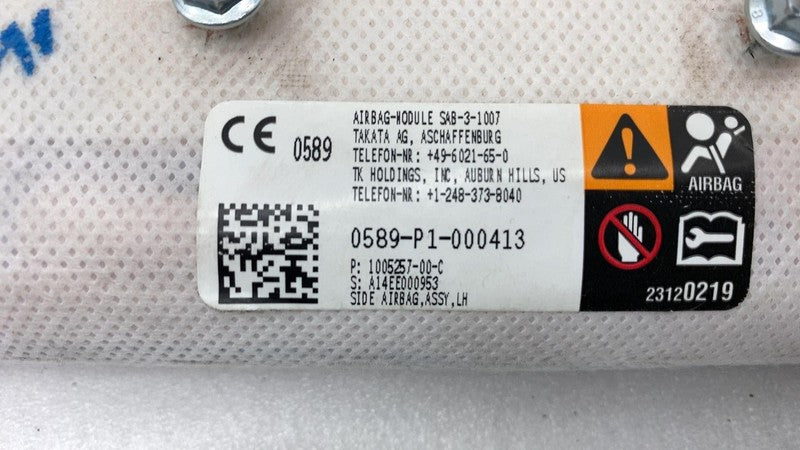 CE 0589
AIRBAG-MODULE SAB-3-1007
TAKATA AG, ASCHAFFENBURG
TELEFON-NR: +49-6021-65-0
TK HOLDINGS, INC, AUBURN HILLS, US
TELEFON-NR: +1-248-373-8040
0589-P1-000413
P: 1005257-00-C
S: A14EE000953
SIDE AIRBAG,ASSY,LH
AIRBAG
23120219